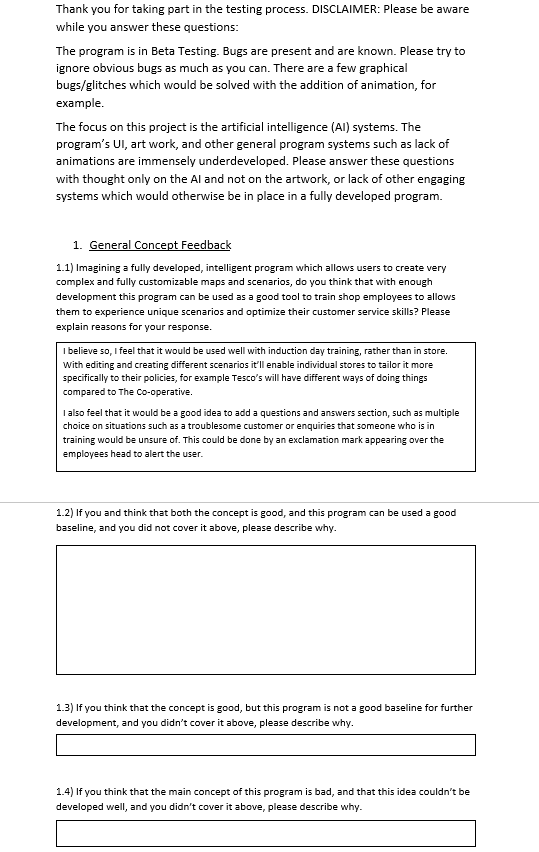 Thank you for taking part in the testing process. DISCLAIMER: Please be aware
while you answer these questions:
The program is in Beta Testing. Bugs are present and are known. Please try to
ignore obvious bugs as much as you can. There are a few graphical
bugs/glitches which would be solved with the addition of animation, for
example.
The focus on this project is the artificial intelligence (AI) systems. The
program's UI, art work, and other general program systems such as lack of
animations are immensely underdeveloped. Please answer these questions
with thought only on the AI and not on the artwork, or lack of other engaging
systems which would otherwise be in place in a fully developed program.
1. General Concept Feedback
1.1) Imagining a fully developed, intelligent program which allows users to create very
complex and fully customizable maps and scenarios, do you think that with enough
development this program can be used as a good tool to train shop employees to allows
them to experience unique scenarios and optimize their customer service skills? Please
explain reasons for your response.
I believe so, I feel that it would be used well with induction day training, rather than in store.
With editing and creating different scenarios it'll enable individual stores to tailor it more
specifically to their policies, for example Tesco's will have different ways of doing things
compared to The Co-operative.
I also feel that it would be a good idea to add a questions and answers section, such as multiple
choice on situations such as a troublesome customer or enquiries that someone who is in
training would be unsure of. This could be done by an exclamation mark appearing over the
employees head to alert the user.
1.2) If you and think that both the concept is good, and this program can be used a good
baseline, and you did not cover it above, please describe why.
1.3) If you think that the concept is good, but this program is not a good baseline for further
development, and you didn't cover it above, please describe why.
1.4) If you think that the main concept of this program is bad, and that this idea couldn't be
developed well, and you didn't cover it above, please describe why.